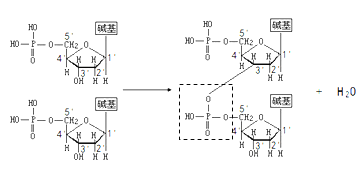 碱基
HO
5'
HO-P-O-CH₂ O
O 4' H H 1'
H H
3' 2'
OH H
碱基
HO
5'
HO-P-O-CH₂ O
O 4' H H 1'
H H
3' 2'
OH H
碱基
HO
5'
HO-P-O-CH₂ O
O 4' H H 1'
H H
3' 2'
H
O
碱基
5'
HO-P-O-CH₂ O
O 4' H H 1'
H H
3' 2'
OH H
+ H₂O